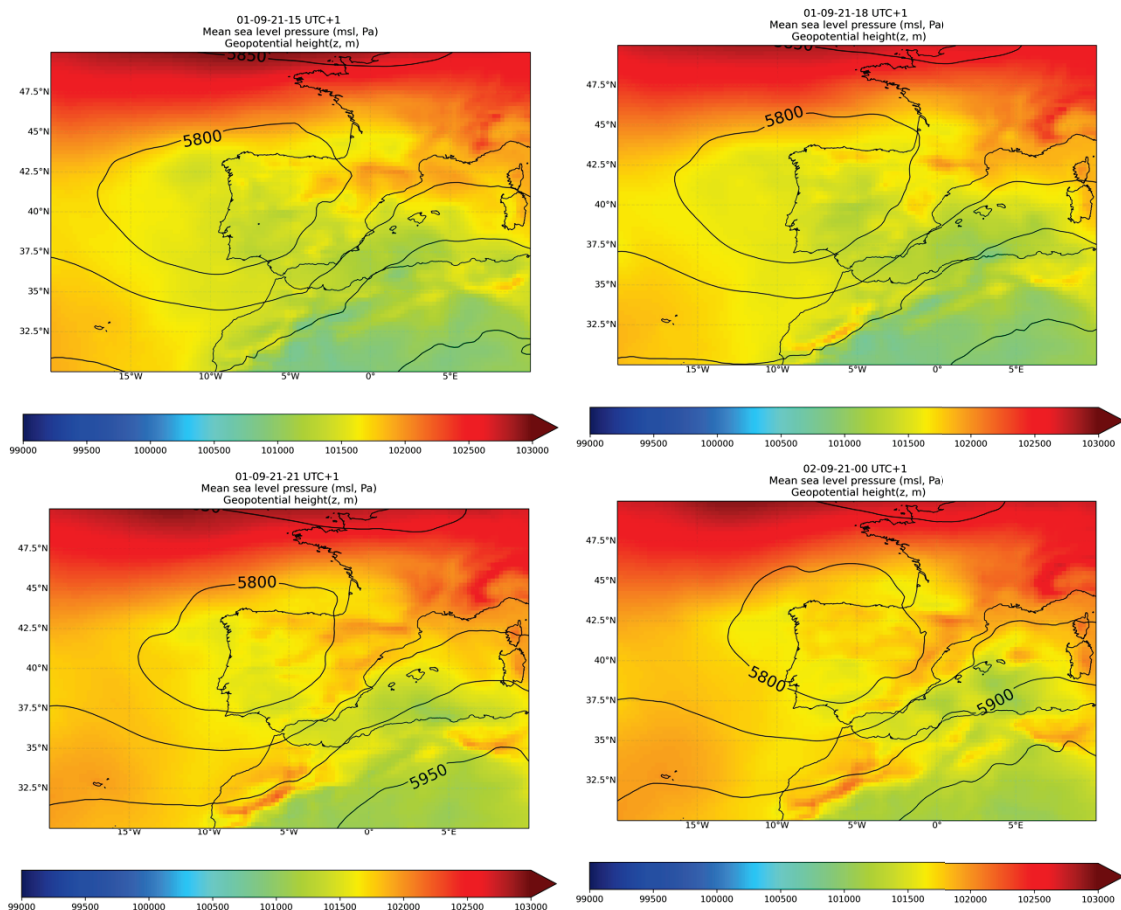 01-09-21-15 UTC+1
Mean sea level pressure (msl, Pa)
Geopotential height(z, m)
5850
5800
47.5°N
45°N
42.5°N
40°N
37.5°N
35°N
32.5°N
15°W 10°W 5°W 0° 5°E
99000 99500 100000 100500 101000 101500 102000 102500 103000
01-09-21-18 UTC+1
Mean sea level pressure (msl, Pa)
Geopotential height(z, m)
5800
47.5°N
45°N
42.5°N
40°N
37.5°N
35°N
32.5°N
15°W 10°W 5°W 0° 5°E
99000 99500 100000 100500 101000 101500 102000 102500 103000
01-09-21-21 UTC+1
Mean sea level pressure (msl, Pa)
Geopotential height(z, m)
5800
5950
47.5°N
45°N
42.5°N
40°N
37.5°N
35°N
32.5°N
15°W 10°W 5°W 0° 5°E
99000 99500 100000 100500 101000 101500 102000 102500 103000
02-09-21-00 UTC+1
Mean sea level pressure (msl, Pa)
Geopotential height(z, m)
5800
5900
47.5°N
45°N
42.5°N
40°N
37.5°N
35°N
32.5°N
15°W 10°W 5°W 0° 5°E
99000 99500 100000 100500 101000 101500 102000 102500 103000